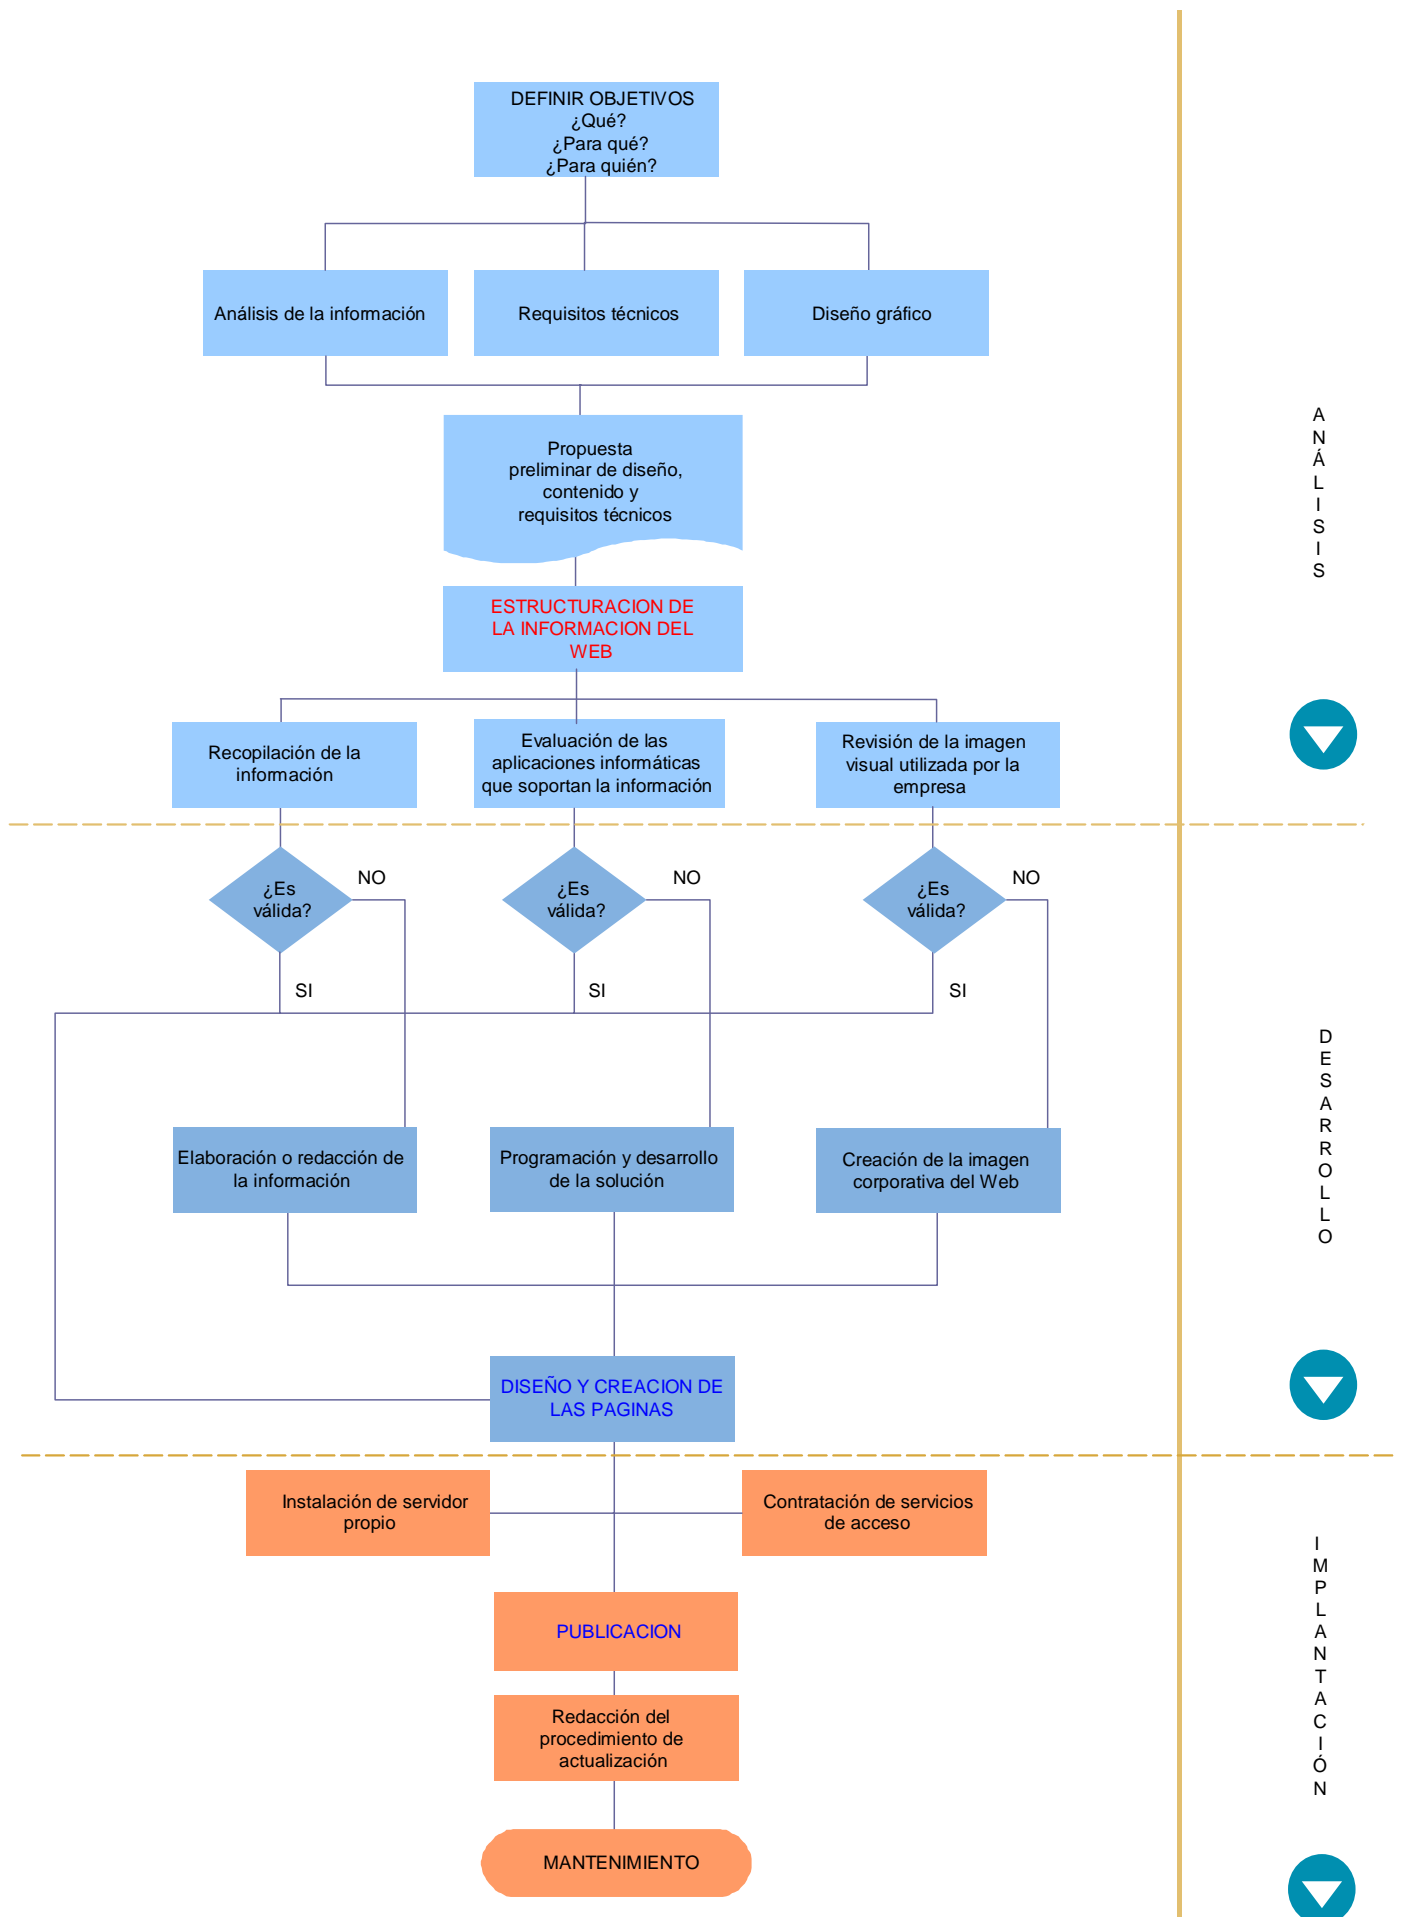 DEFINIR OBJETIVOS
¿Qué?
¿Para qué?
¿Para quién?
Análisis de la información
Requisitos técnicos
Diseño gráfico
Propuesta
preliminar de diseño,
contenido y
requisitos técnicos
ESTRUCTURACION DE
LA INFORMACION DEL
WEB
Recopilación de la
información
Evaluación de las
aplicaciones informáticas
que soportan la información
Revisión de la imagen
visual utilizada por la
empresa
ANÁLISIS
¿Es
válida?
NO
SI
¿Es
válida?
NO
SI
¿Es
válida?
NO
SI
Elaboración o redacción de
la información
Programación y desarrollo
de la solución
Creación de la imagen
corporativa del Web
DISEÑO Y CREACION DE
LAS PAGINAS
DESARROLLO
Instalación de servidor
propio
Contratación de servicios
de acceso
PUBLICACION
Redacción del
procedimiento de
actualización
MANTENIMIENTO
IMPLANTACIÓN